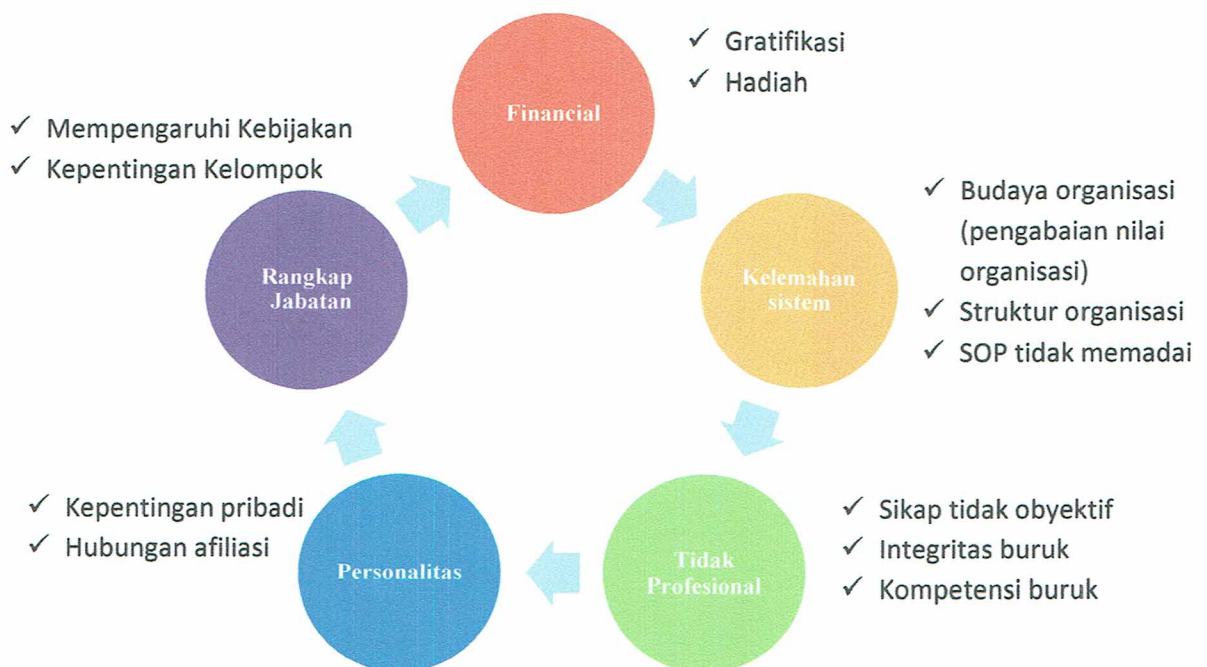 Financial
✓ Gratifikasi
✓ Hadiah
Kelemahan
sistem
✓ Budaya organisasi
(pengabaian nilai
organisasi)
✓ Struktur organisasi
✓ SOP tidak memadai
Tidak
Profesional
✓ Sikap tidak obyektif
✓ Integritas buruk
✓ Kompetensi buruk
Personalitas
✓ Kepentingan pribadi
✓ Hubungan afiliasi
Rangkap
Jabatan
✓ Mempengaruhi Kebijakan
✓ Kepentingan Kelompok